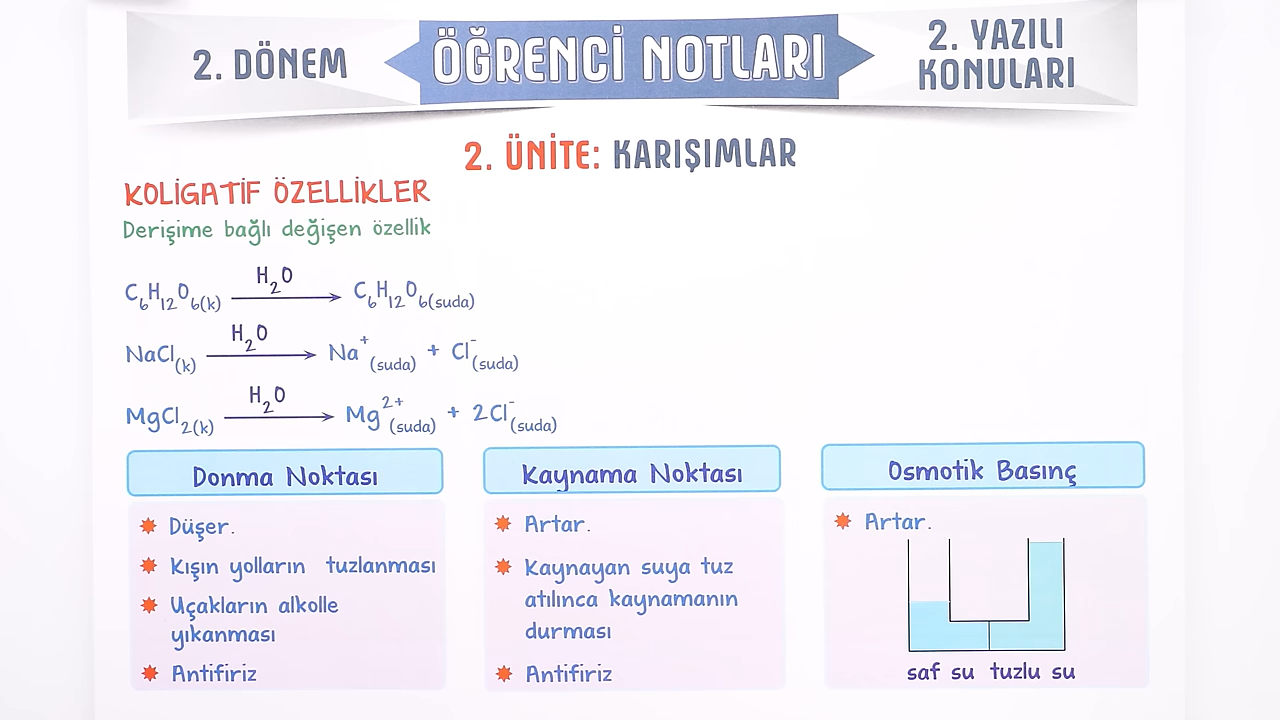 2. DÖNEM
ÖĞRENCİ NOTLARI
2. YAZILI
KONULARI
2. ÜNİTE: KARIŞIMLAR
KOLİGATİF ÖZELLİKLER
Derişime bağlı değişen özellik
C₆H₁₂O₆(k) H₂O → C₆H₁₂O₆(suda)
NaCl(k) H₂O → Na⁺(suda) + Cl⁻(suda)
MgCl₂(k) H₂O → Mg²⁺(suda) + 2Cl⁻(suda)
Donma Noktası
Düşer.
Kışın yolların tuzlanması
Uçakların alkolle
yıkanması
Antifiriz
Kaynama Noktası
Artar.
Kaynayan suya tuz
atılınca kaynamanın
durması
Antifiriz
Osmotik Basınç
Artar.
saf su tuzlu su